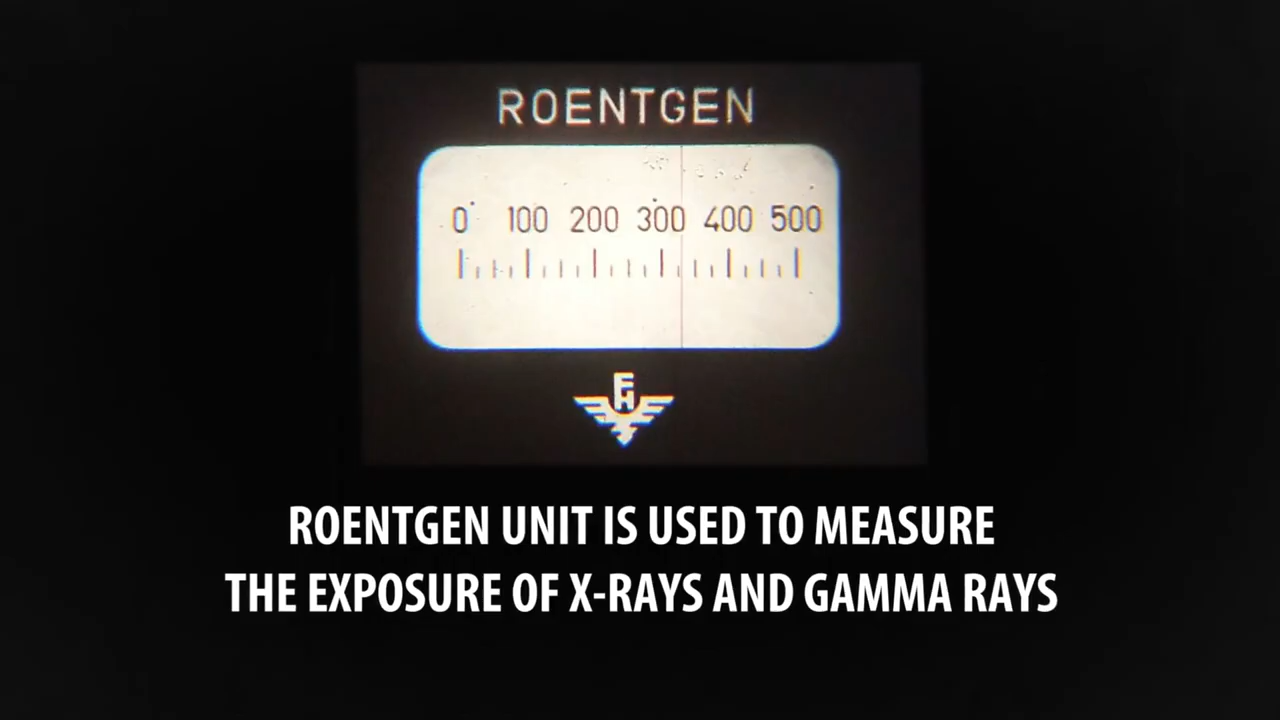 ROENTGEN
0 100 200 300 400 500
FH
ROENTGEN UNIT IS USED TO MEASURE
THE EXPOSURE OF X-RAYS AND GAMMA RAYS